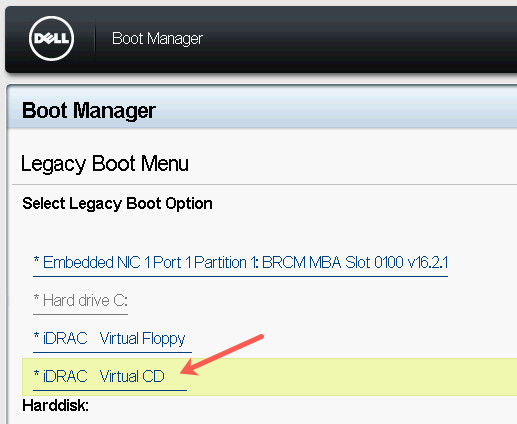 DELL Boot Manager
Boot Manager
Legacy Boot Menu
Select Legacy Boot Option
* Embedded NIC 1 Port 1 Partition 1: BRCM MBA Slot 0100 v16.2.1
* Hard drive C:
* iDRAC Virtual Floppy
* iDRAC Virtual CD
Harddisk: